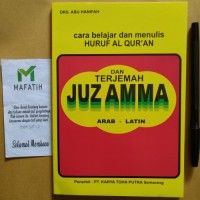 DRS. ABU HANIFAH
cara belajar dan menulis
HURUF AL QUR'AN
DAN
TERJEMAH
JUZ AMMA
ARAB - LATIN
Penerbit : PT. KARYA TOHA PUTRA Semarang
M
MAFATIH
Selamat Membaca